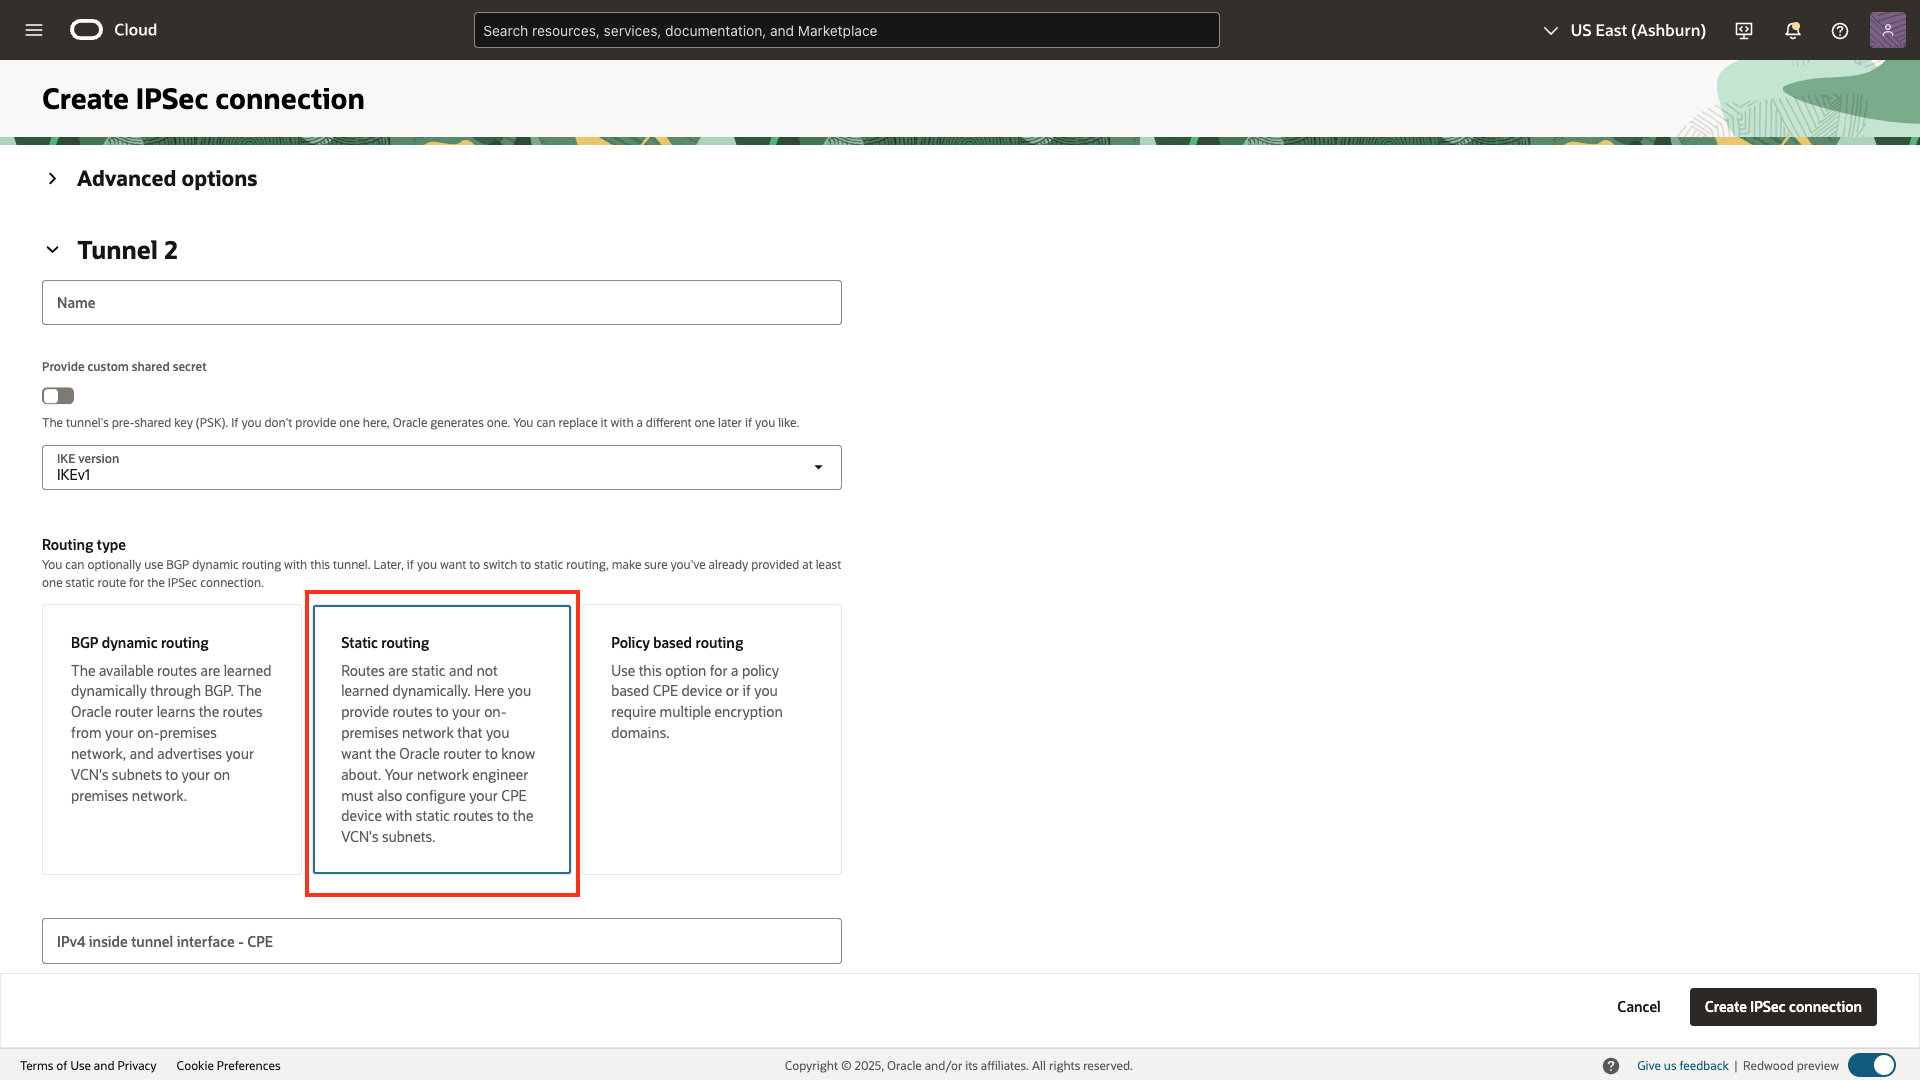 Cloud
Search resources, services, documentation, and Marketplace
US East (Ashburn)
Create IPSec connection
Advanced options
Tunnel 2
Name
Provide custom shared secret
The tunnel's pre-shared key (PSK). If you don't provide one here, Oracle generates one. You can replace it with a different one later if you like.
IKE version
IKEv1
Routing type
You can optionally use BGP dynamic routing with this tunnel. Later, if you want to switch to static routing, make sure you've already provided at least
one static route for the IPSec connection.
BGP dynamic routing
The available routes are learned
dynamically through BGP. The
Oracle router learns the routes
from your on-premises
network, and advertises your
VCN's subnets to your on
premises network.
Static routing
Routes are static and not
learned dynamically. Here you
provide routes to your on-
premises network that you
want the Oracle router to know
about. Your network engineer
must also configure your CPE
device with static routes to the
VCN's subnets.
Policy based routing
Use this option for a policy
based CPE device or if you
require multiple encryption
domains.
IPv4 inside tunnel interface - CPE
Cancel
Create IPSec connection
Terms of Use and Privacy
Cookie Preferences
Copyright © 2025, Oracle and/or its affiliates. All rights reserved.
Give us feedback | Redwood preview